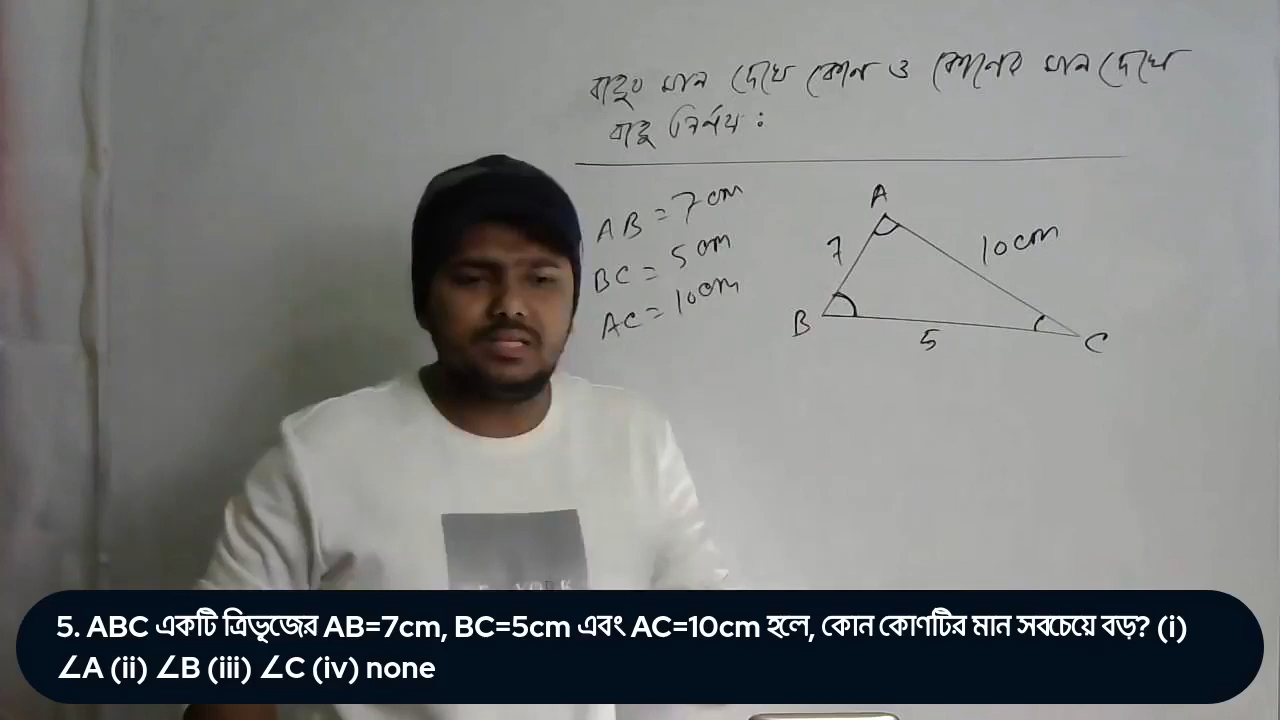 বাহুর মান দেখে কোন ও কোনের মান দেখে
বাহু নির্ণয় :
AB = 7 cm
BC = 5 cm
AC = 10 cm
A
7
10 cm
B
5
C
YORK
5. ABC একটি ত্রিভূজের AB=7cm, BC=5cm এবং AC=10cm হলে, কোন কোণটির মান সবচেয়ে বড়? (i)
∠A (ii) ∠B (iii) ∠C (iv) none